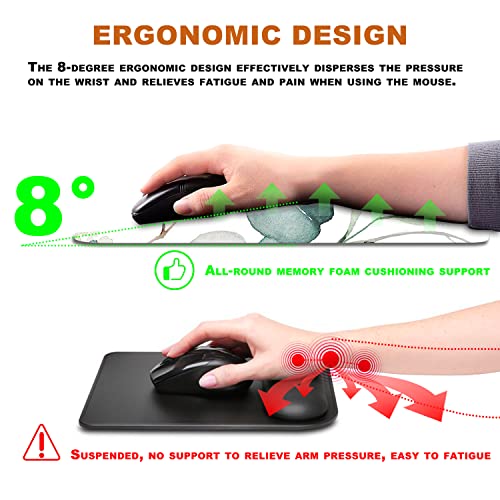 ERGONOMIC DESIGN
THE 8-DEGREE ERGONOMIC DESIGN EFFECTIVELY DISPERSES THE PRESSURE
ON THE WRIST AND RELIEVES FATIGUE AND PAIN WHEN USING THE MOUSE.
8°
ALL-ROUND MEMORY FOAM CUSHIONING SUPPORT
SUSPENDED, NO SUPPORT TO RELIEVE ARM PRESSURE, EASY TO FATIGUE